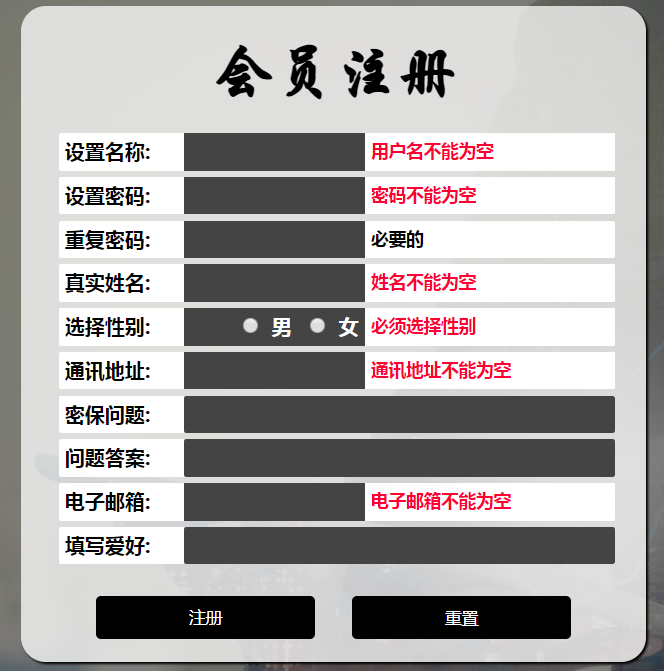 会员注册
设置名称: 用户名不能为空
设置密码: 密码不能为空
重复密码: 必要的
真实姓名: 姓名不能为空
选择性别: 男 女 必须选择性别
通讯地址: 通讯地址不能为空
密保问题:
问题答案:
电子邮箱: 电子邮箱不能为空
填写爱好:
注册 重置